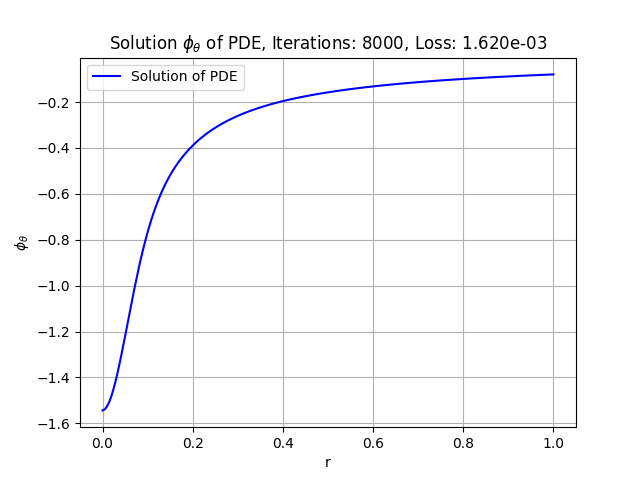 Solution ϕ_θ of PDE, Iterations: 8000, Loss: 1.620e-03
Solution of PDE
−0.2
−0.4
−0.6
−0.8
−1.0
−1.2
−1.4
−1.6
ϕ_θ
0.0 0.2 0.4 0.6 0.8 1.0
r